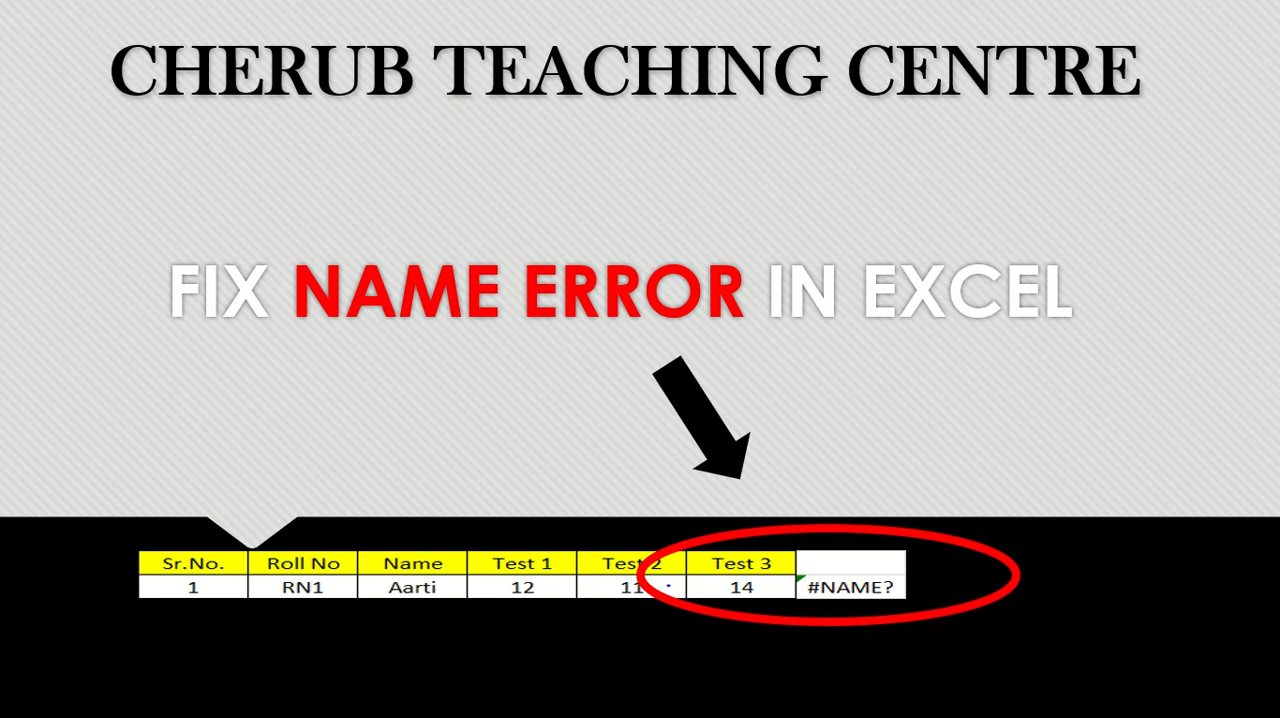 CHERUB TEACHING CENTRE
FIX NAME ERROR IN EXCEL
Sr.No. Roll No Name Test 1 Test 2 Test 3
1 RN1 Aarti 12 11 14 #NAME?